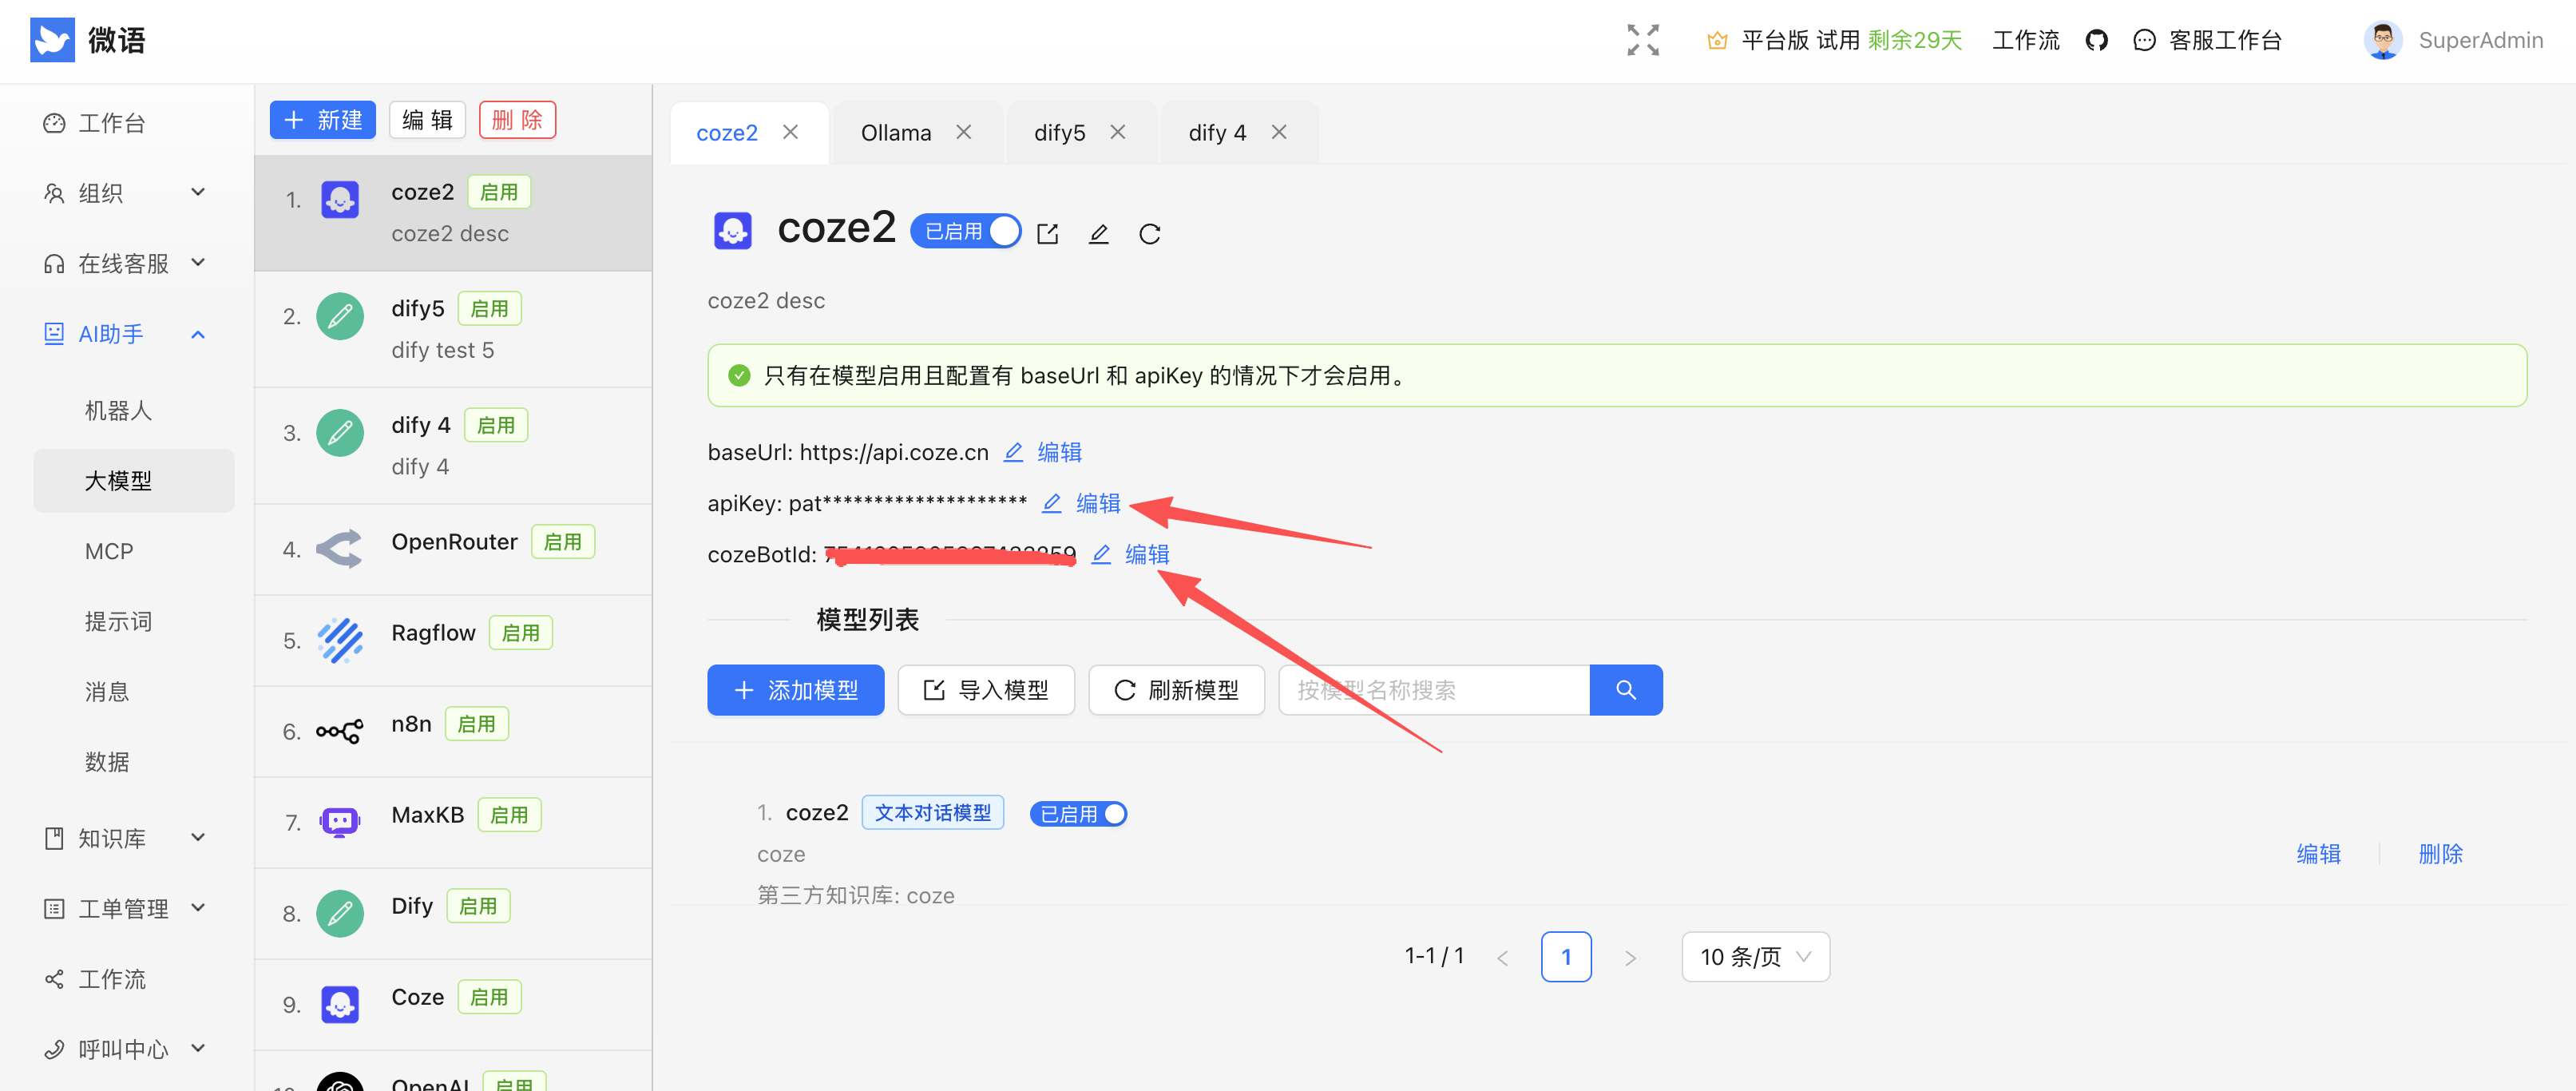 微语
平台版 试用 剩余29天 工作流 客服工作台 SuperAdmin
工作台
组织
在线客服
AI助手
机器人
大模型
MCP
提示词
消息
数据
知识库
工单管理
工作流
呼叫中心
新建 编辑 删除
1. coze2 启用
coze2 desc
2. dify5 启用
dify test 5
3. dify 4 启用
dify 4
4. OpenRouter 启用
5. Ragflow 启用
6. n8n 启用
7. MaxKB 启用
8. Dify 启用
9. Coze 启用
OpenAI 启用
coze2 Ollama dify5 dify 4
coze2 已启用
coze2 desc
只有在模型启用且配置有 baseUrl 和 apiKey 的情况下才会启用。
baseUrl: https://api.coze.cn 编辑
apiKey: pat******************** 编辑
cozeBotId: 编辑
模型列表
添加模型 导入模型 刷新模型 按模型名称搜索
1. coze2 文本对话模型 已启用
coze
第三方知识库: coze
编辑 删除
1-1 / 1 < 1 > 10 条/页